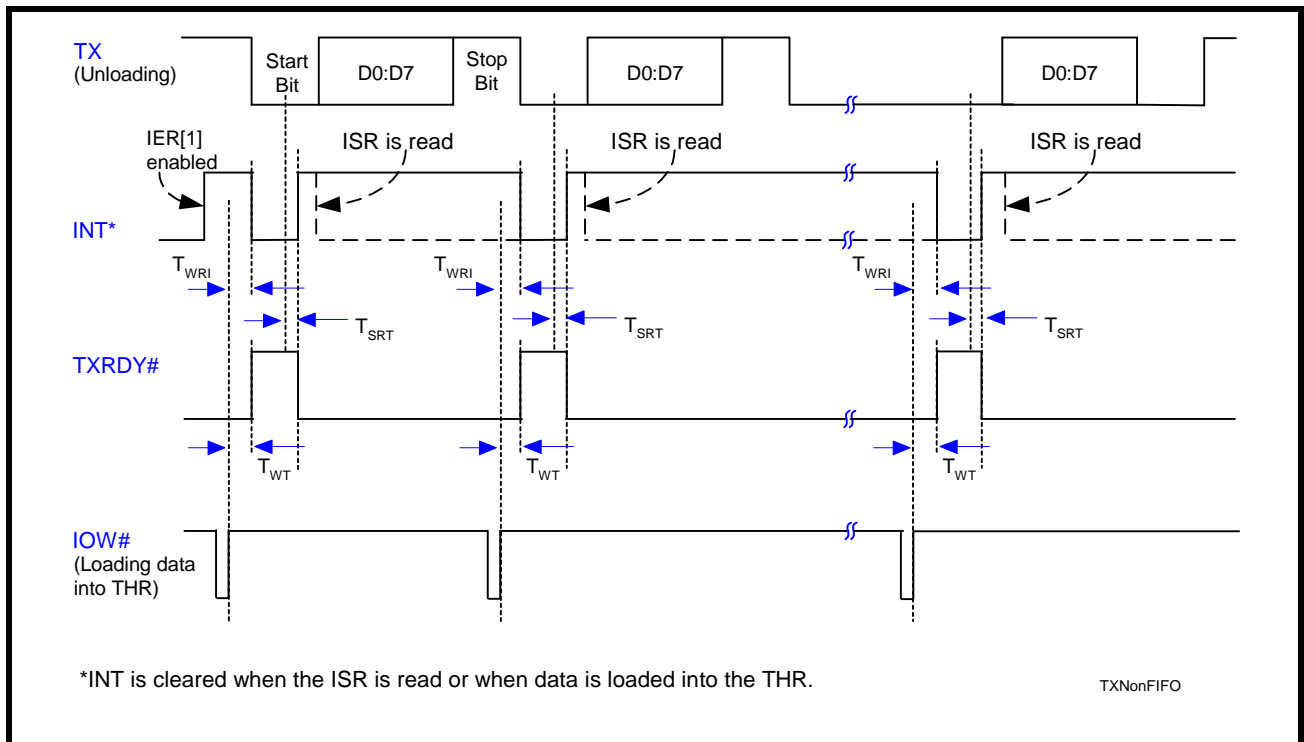 TX
(Unloading)
Start
Bit
D0:D7
Stop
Bit
D0:D7
D0:D7
IER[1]
enabled
ISR is read
ISR is read
ISR is read
INT*
TWRI
TWRI
TWRI
TSRT
TSRT
TSRT
TXRDY#
TWT
TWT
TWT
IOW#
(Loading data
into THR)
*INT is cleared when the ISR is read or when data is loaded into the THR.
TXNonFIFO